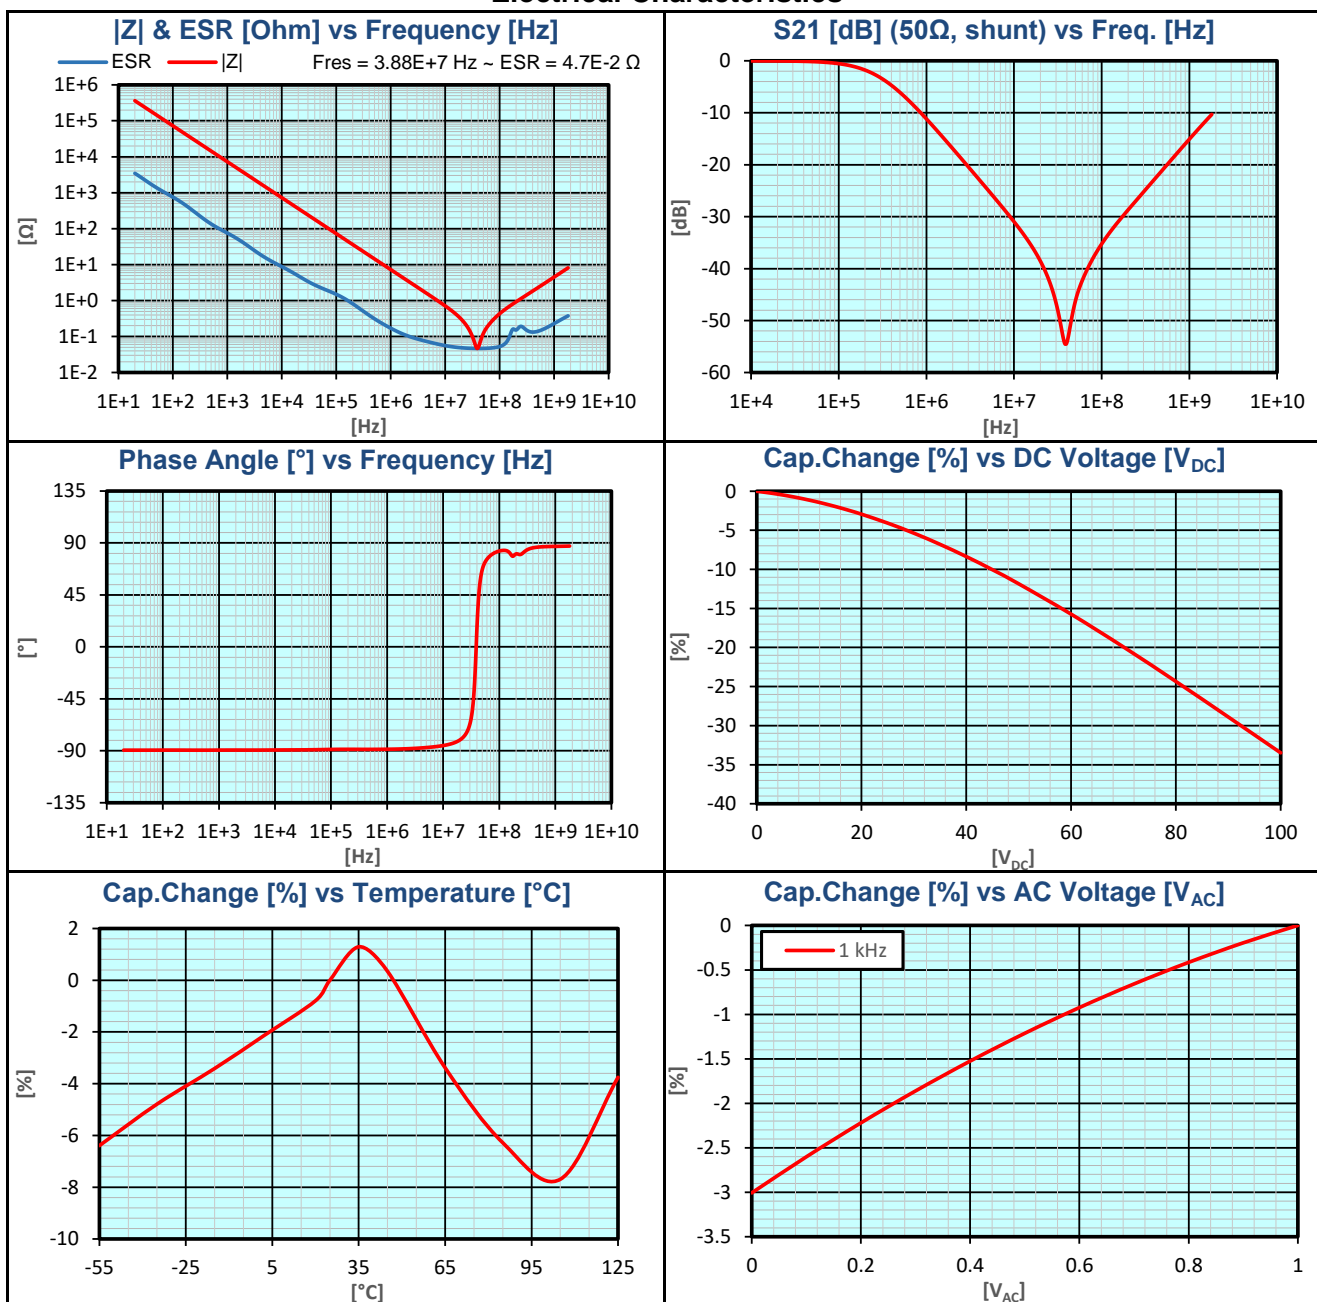 Electrical Characteristics
|Z| & ESR [Ohm] vs Frequency [Hz]
ESR |Z| Fres = 3.88E+7 Hz ~ ESR = 4.7E-2 Ω
1E+6
1E+5
1E+4
1E+3
1E+2
1E+1
1E+0
1E-1
1E-2
[Ω]
1E+1 1E+2 1E+3 1E+4 1E+5 1E+6 1E+7 1E+8 1E+9 1E+10
[Hz]
S21 [dB] (50Ω, shunt) vs Freq. [Hz]
0
-10
-20
-30
-40
-50
-60
[dB]
1E+4 1E+5 1E+6 1E+7 1E+8 1E+9 1E+10
[Hz]
Phase Angle [°] vs Frequency [Hz]
135
90
45
0
-45
-90
-135
[°]
1E+1 1E+2 1E+3 1E+4 1E+5 1E+6 1E+7 1E+8 1E+9 1E+10
[Hz]
Cap.Change [%] vs DC Voltage [VDC]
0
-5
-10
-15
-20
-25
-30
-35
-40
[%]
0 20 40 60 80 100
[VDC]
Cap.Change [%] vs Temperature [°C]
2
0
-2
-4
-6
-8
-10
[%]
-55 -25 5 35 65 95 125
[°C]
Cap.Change [%] vs AC Voltage [VAC]
1 kHz
0
-0.5
-1
-1.5
-2
-2.5
-3
-3.5
[%]
0 0.2 0.4 0.6 0.8 1
[VAC]